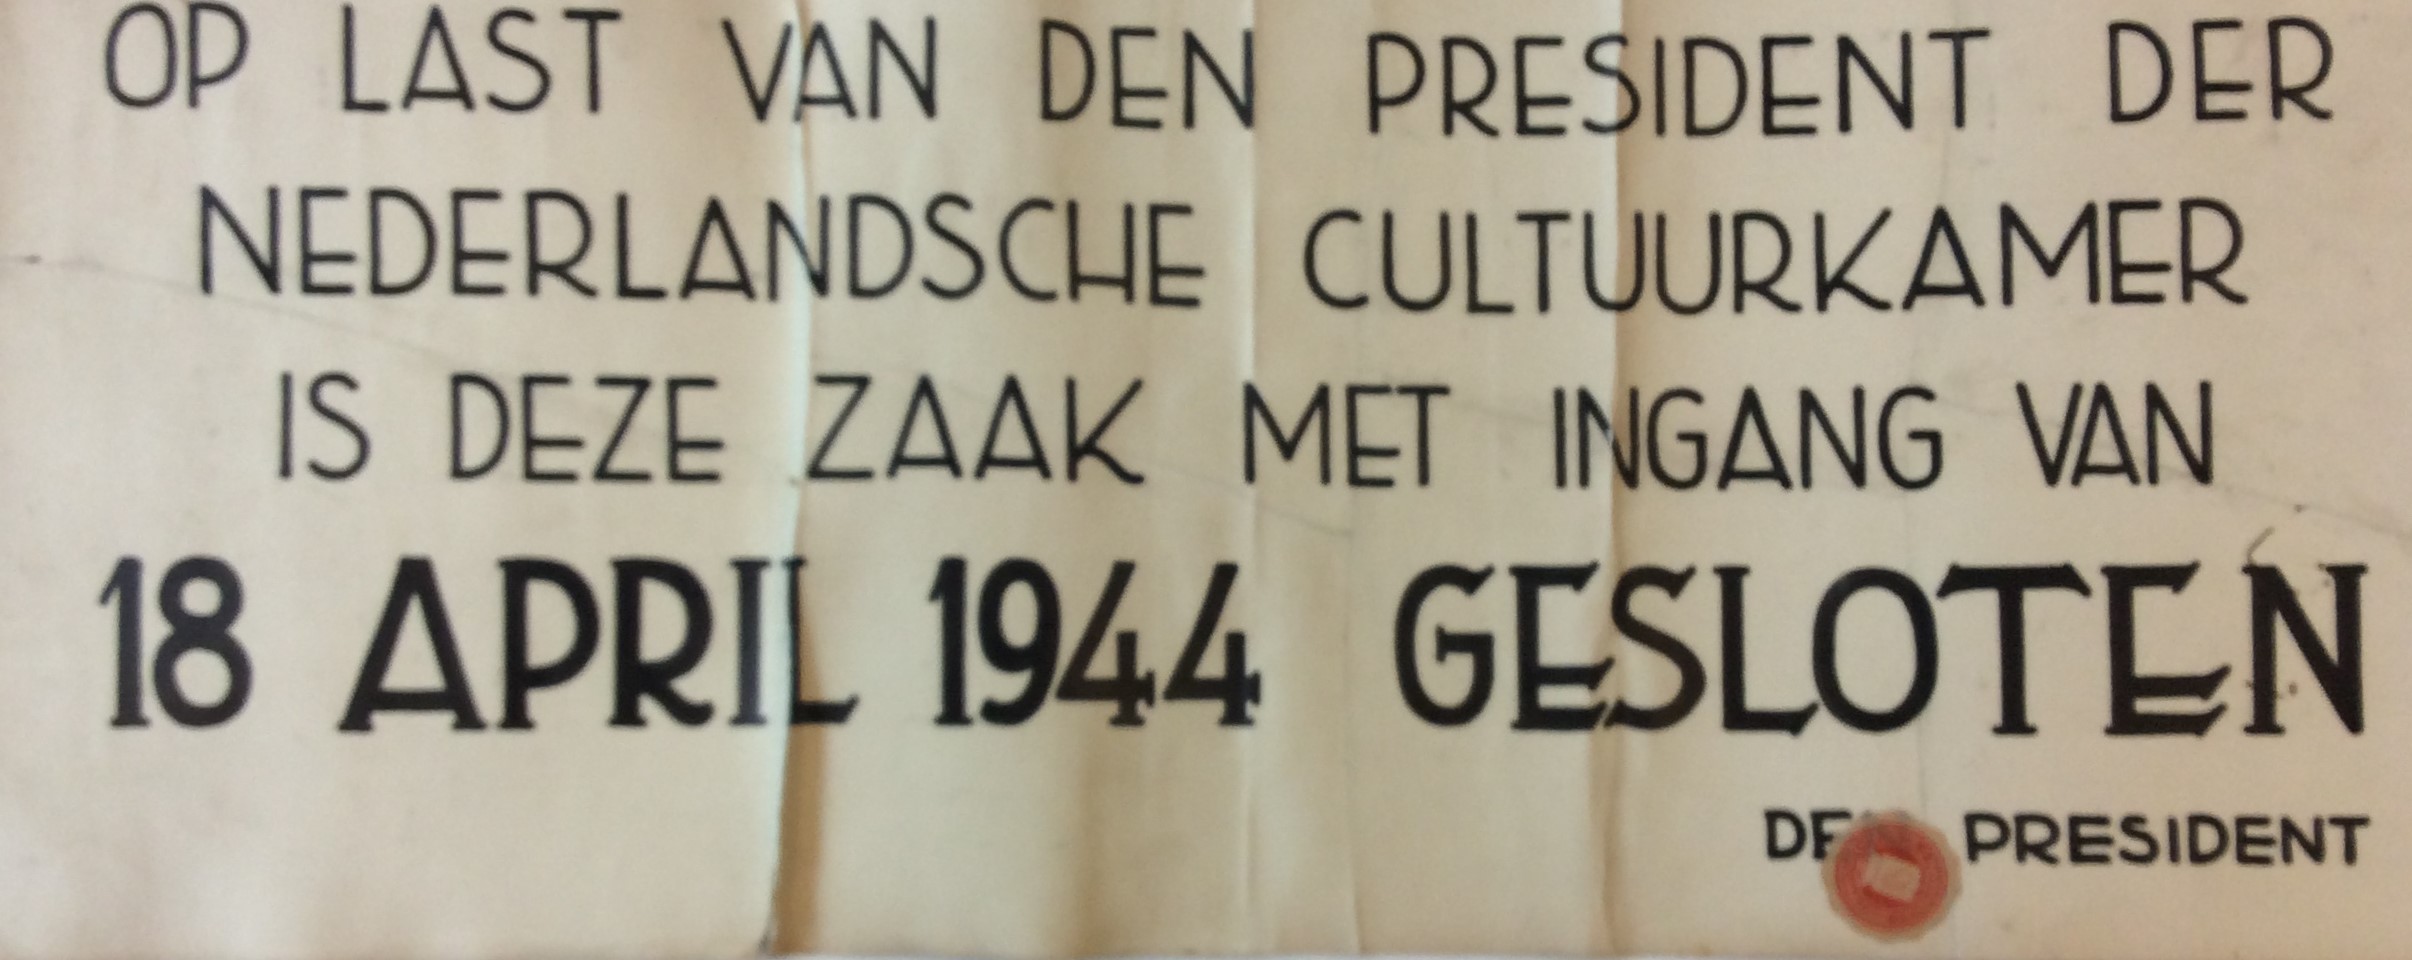 OP LAST VAN DEN PRESIDENT DER
NEDERLANDSCHE CULTUURKAMER
IS DEZE ZAAK MET INGANG VAN
18 APRIL 1944 GESLOTEN
DE PRESIDENT